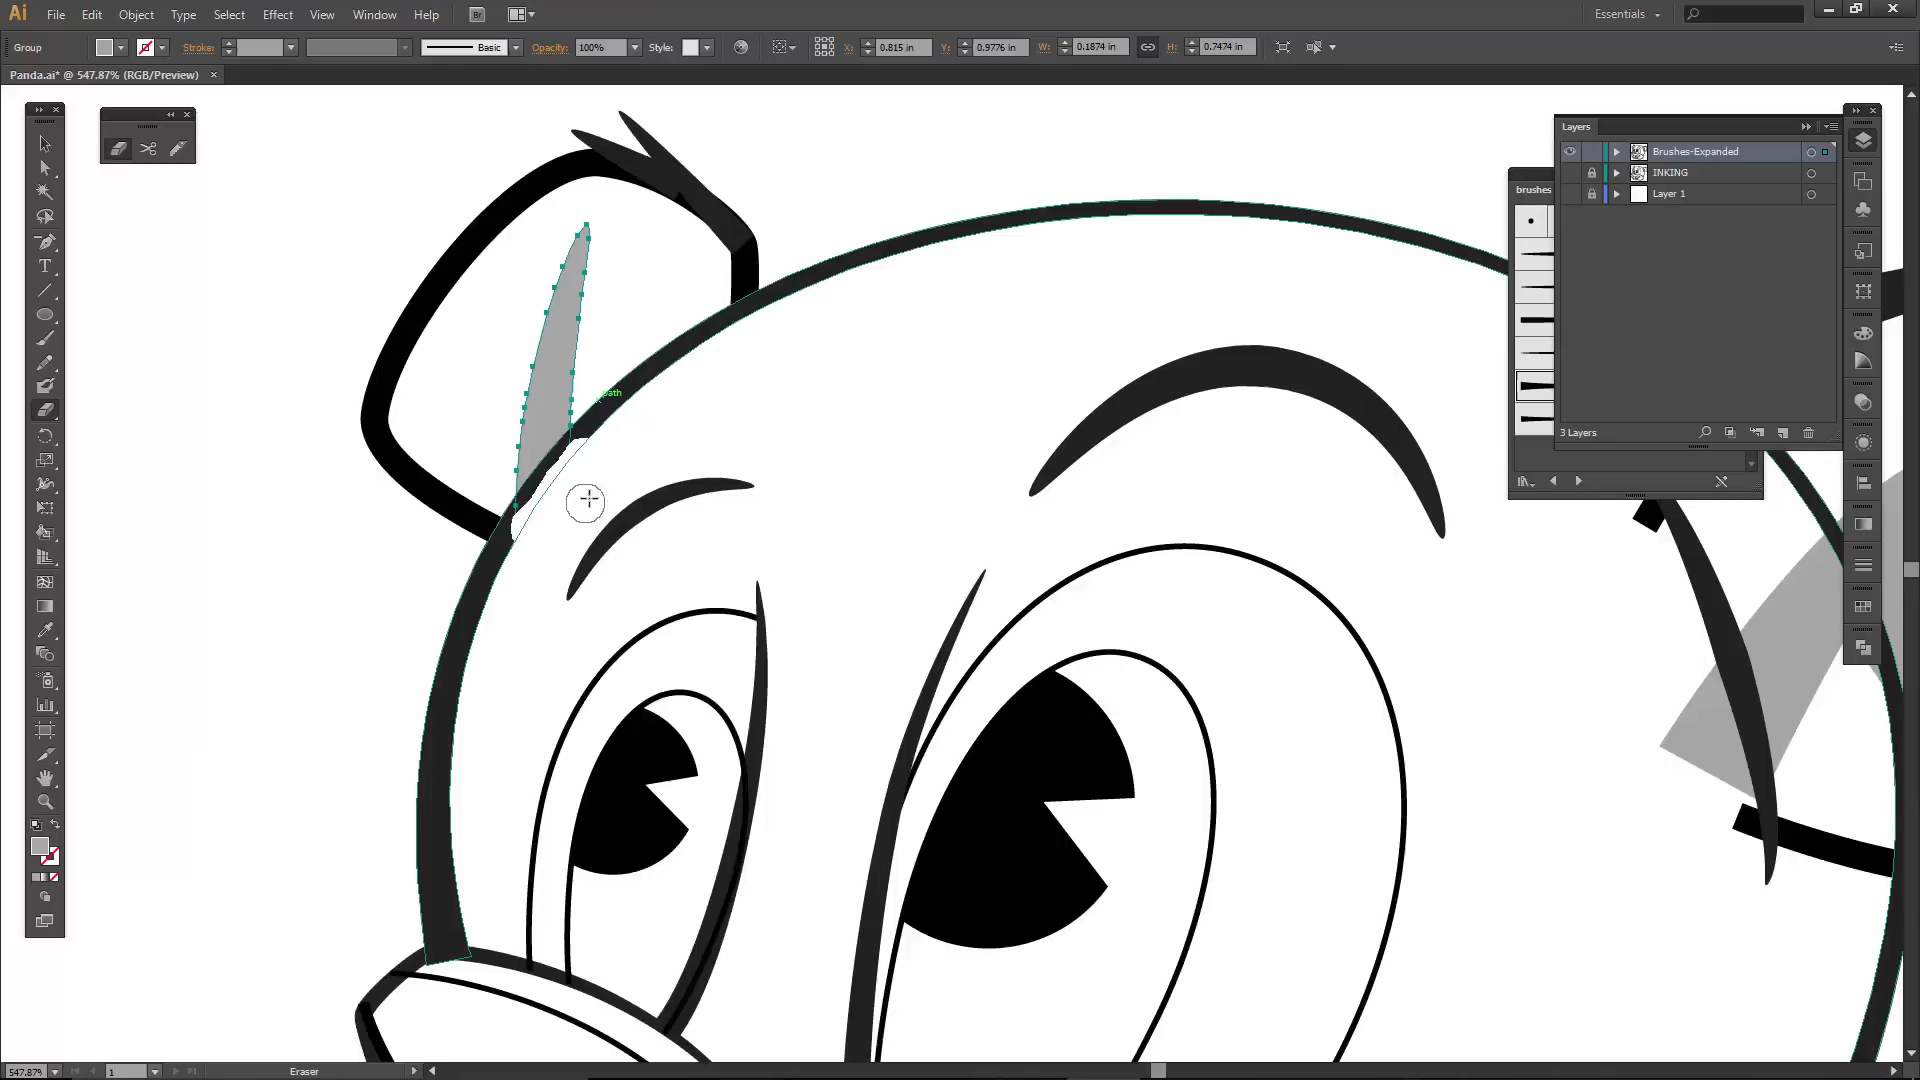 Ai File Edit Object Type Select Effect View Window Help Br Essentials
Group Stroke: Basic Opacity: 100% Style: X: 0.815 in Y: 0.9776 in W: 0.1874 in H: 0.7474 in
Panda.ai* @ 547.87% (RGB/Preview)
Layers
Brushes-Expanded
INKING
Layer 1
brushes
path
3 Layers
547.87% 1 Eraser